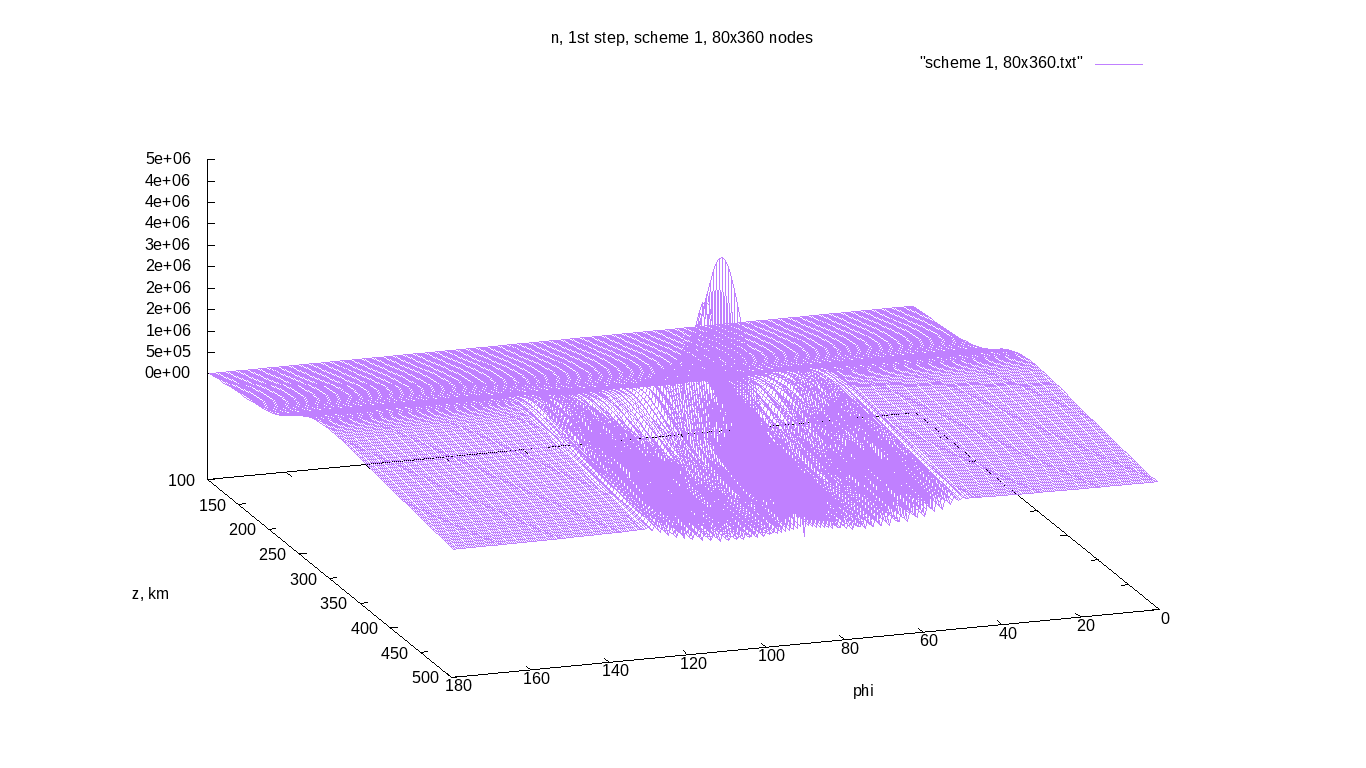 n, 1st step, scheme 1, 80x360 nodes
"scheme 1, 80x360.txt"
5e+06
4e+06
4e+06
4e+06
3e+06
2e+06
2e+06
2e+06
1e+06
5e+05
0e+00
100
150
200
250
300
350
400
450
500
z, km
180
160
140
120
100
80
60
40
20
0
phi